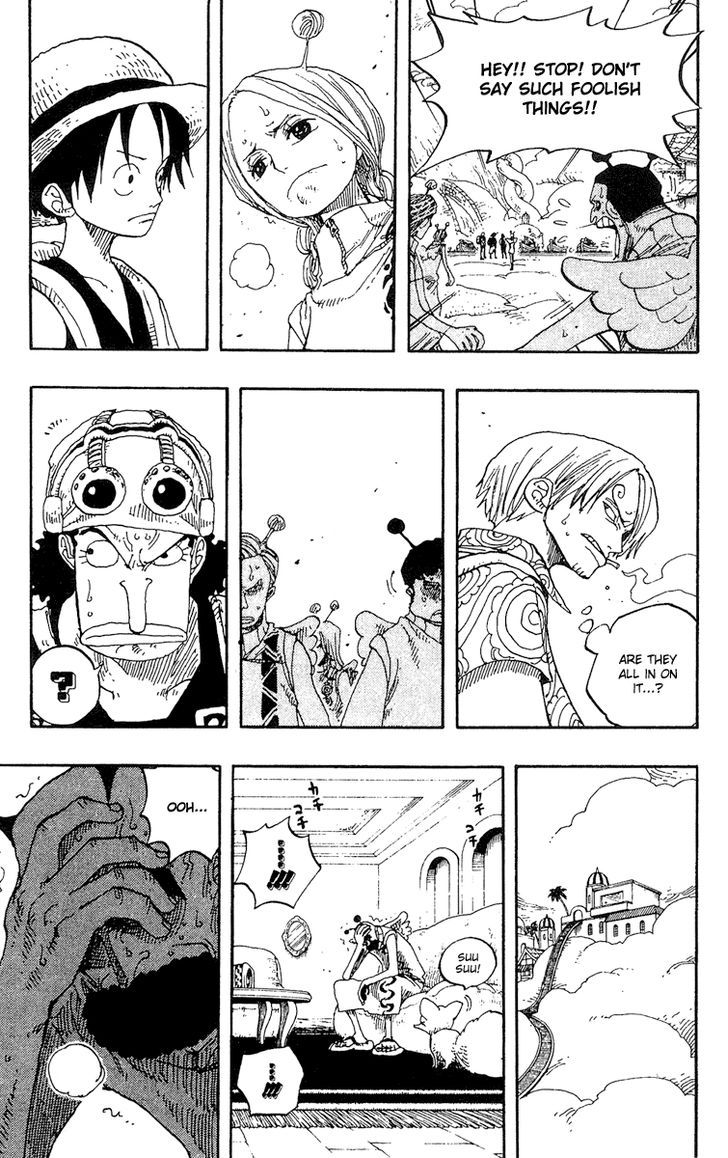 HEY!! STOP! DON'T
SAY SUCH FOOLISH
THINGS!!
ARE THEY
ALL IN ON
IT...?
?
カチ
コチ
カチ
コチ
...!!!
SUU
SUU!
...!!!
OOH...